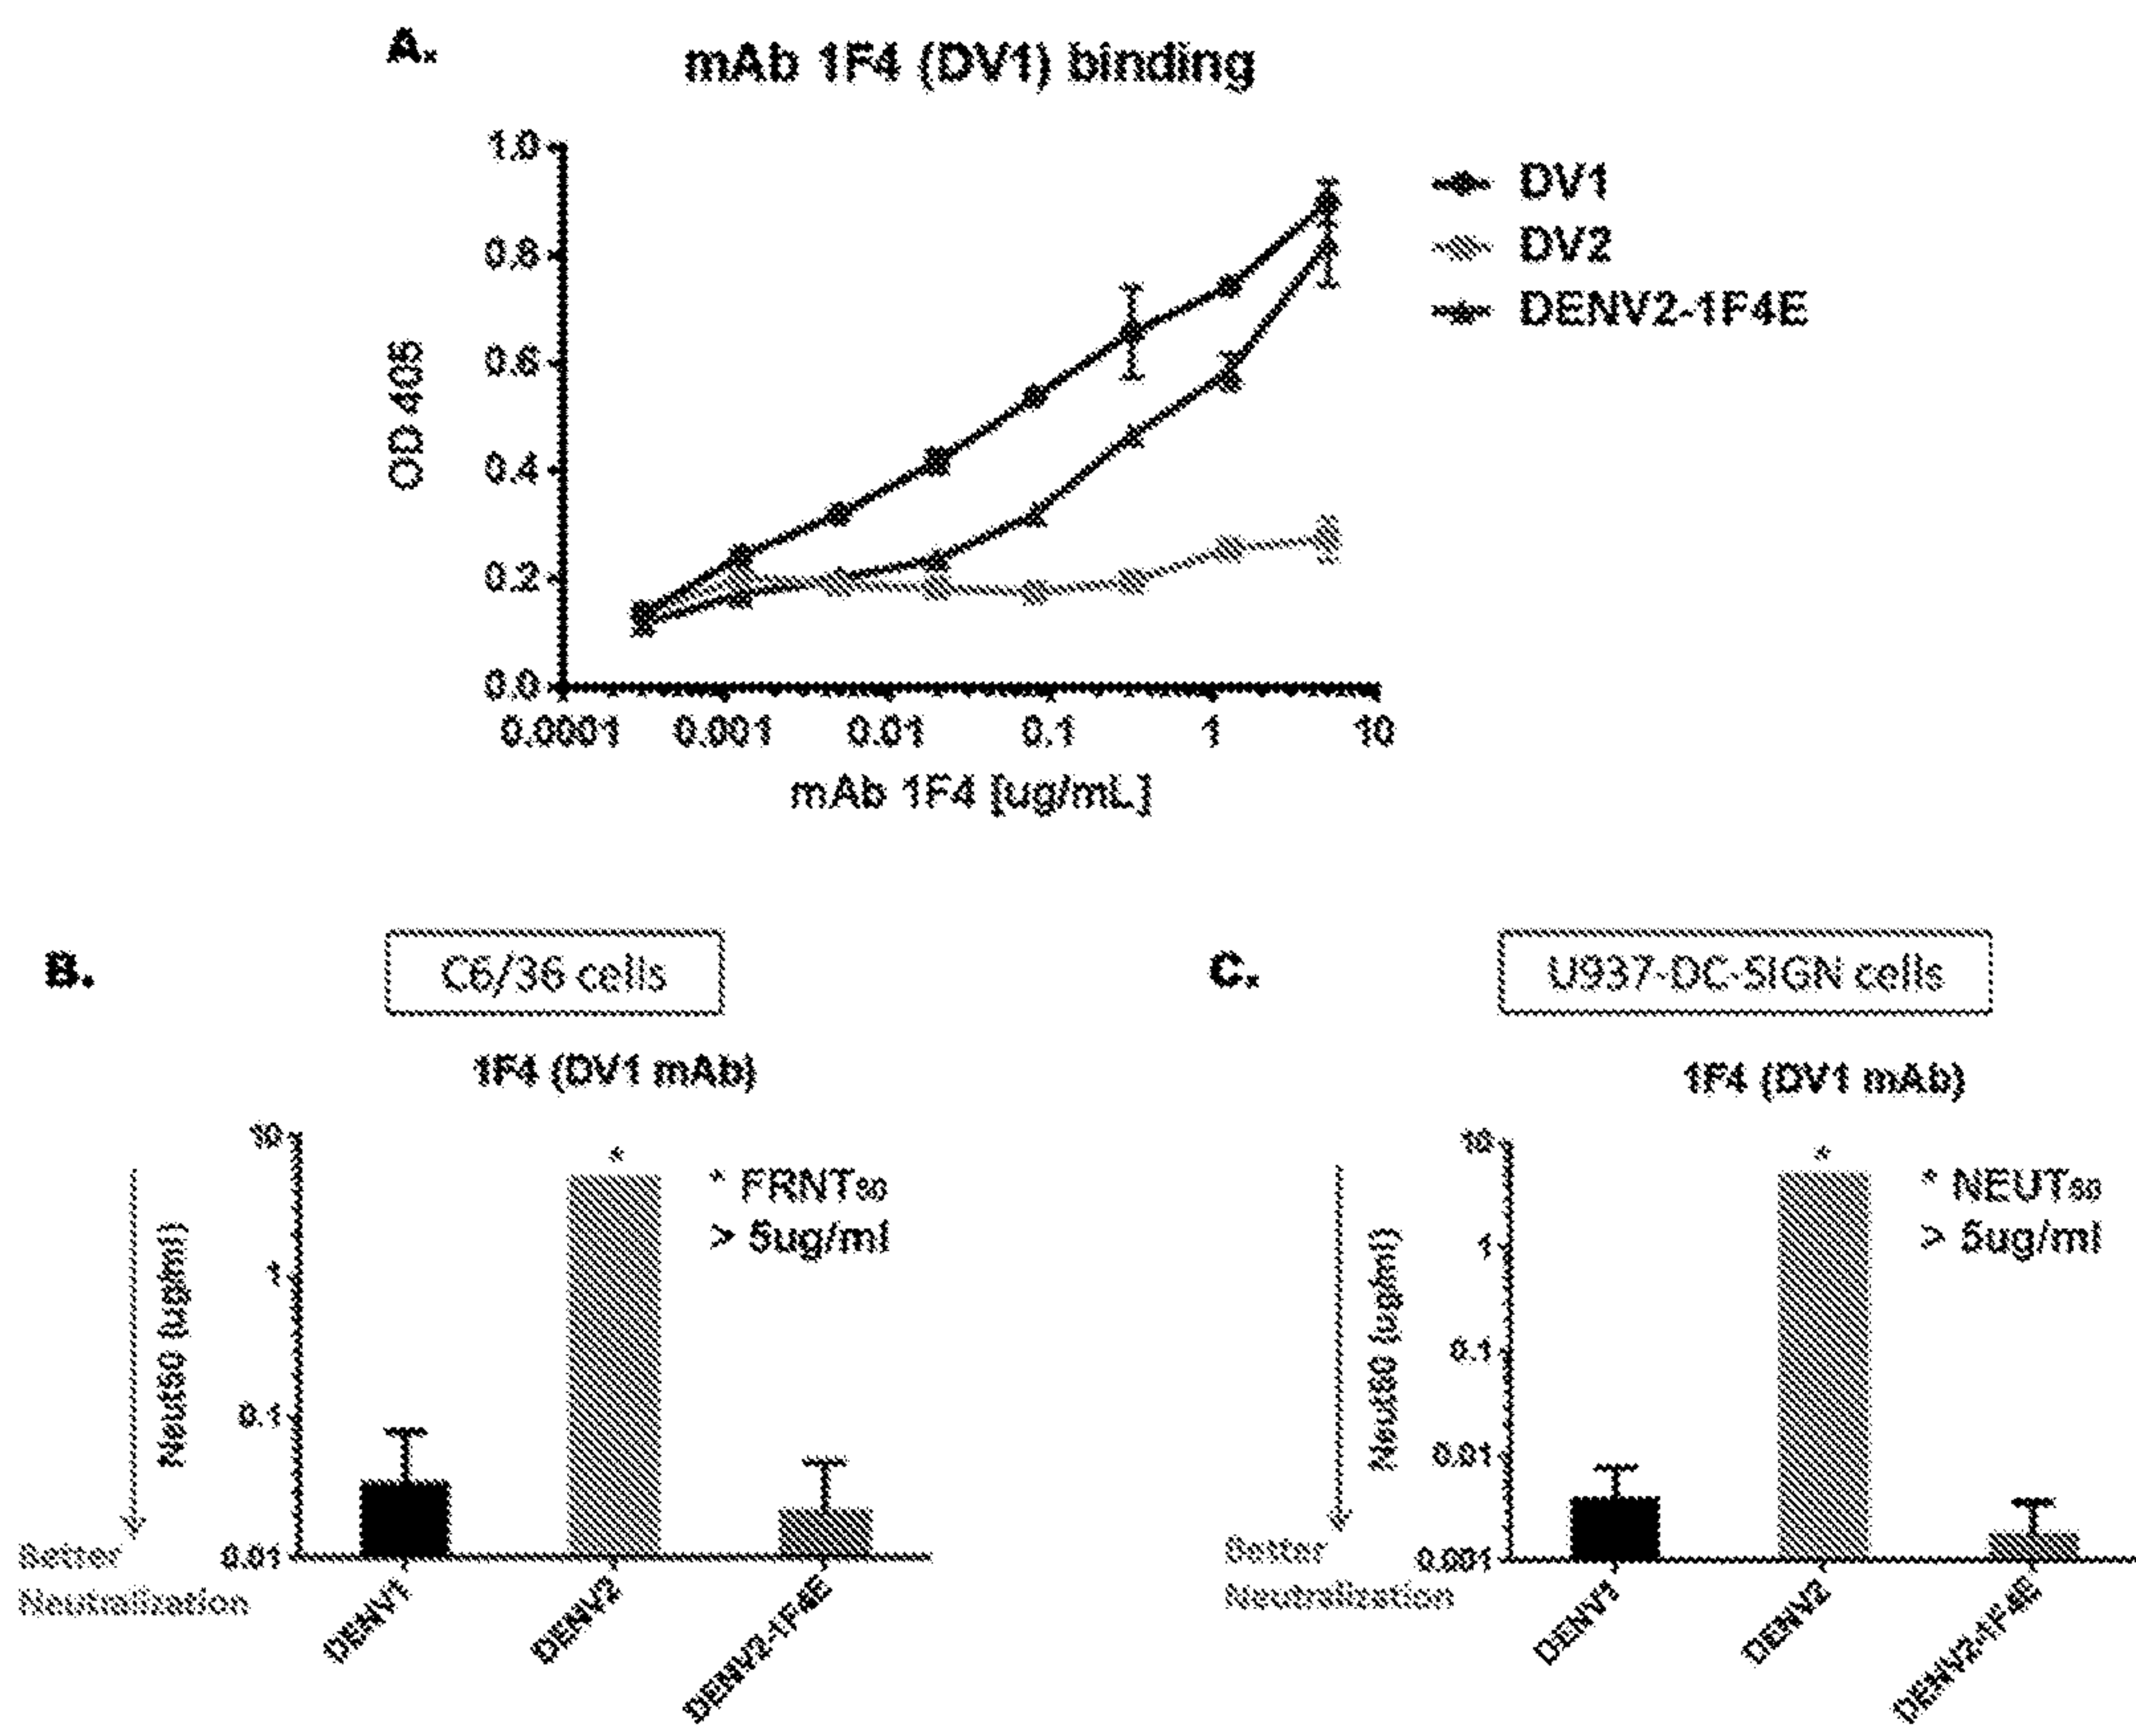 A.
mAb 1F4 (DV1) binding
1.0
0.8
0.6
0.4
0.2
0.0
OD 405
0.0001 0.001 0.01 0.1 1 10
mAb 1F4 [ug/mL]
DV1
DV2
DENV2-1F4E
B.
C6/36 cells
1F4 (DV1 mAb)
10
1
0.1
0.01
Neut50 (ug/ml)
Better
Neutralization
*
* FRNT50
> 5ug/ml
DENV1
DENV2
DENV2-1F4E
C.
U937-DC-SIGN cells
1F4 (DV1 mAb)
10
1
0.1
0.01
0.001
Neut50 (ug/ml)
Better
Neutralization
*
* NEUT50
> 5ug/ml
DENV1
DENV2
DENV2-1F4E